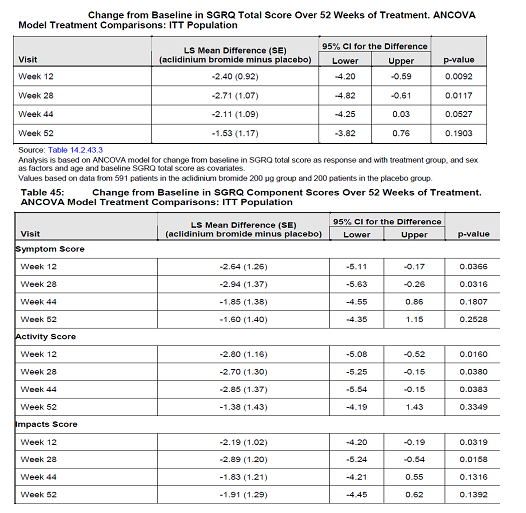 Change from Baseline in SGRQ Total Score Over 52 Weeks of Treatment. ANCOVA
Model Treatment Comparisons: ITT Population
Visit LS Mean Difference (SE) (aclidinium bromide minus placebo) 95% CI for the Difference Lower Upper p-value
Week 12 -2.40 (0.92) -4.20 -0.59 0.0092
Week 28 -2.71 (1.07) -4.82 -0.61 0.0117
Week 44 -2.11 (1.09) -4.25 0.03 0.0527
Week 52 -1.53 (1.17) -3.82 0.76 0.1903
Source: Table 14.2.43.3
Analysis is based on ANCOVA model for change from baseline in SGRQ total score as response and with treatment group, and sex
as factors and age and baseline SGRQ total score as covariates.
Values based on data from 591 patients in the aclidinium bromide 200 µg group and 200 patients in the placebo group.
Table 45: Change from Baseline in SGRQ Component Scores Over 52 Weeks of Treatment.
ANCOVA Model Treatment Comparisons: ITT Population
Visit LS Mean Difference (SE) (aclidinium bromide minus placebo) 95% CI for the Difference Lower Upper p-value
Symptom Score
Week 12 -2.64 (1.26) -5.11 -0.17 0.0366
Week 28 -2.94 (1.37) -5.63 -0.26 0.0316
Week 44 -1.85 (1.38) -4.55 0.86 0.1807
Week 52 -1.60 (1.40) -4.35 1.15 0.2528
Activity Score
Week 12 -2.80 (1.16) -5.08 -0.52 0.0160
Week 28 -2.70 (1.30) -5.25 -0.15 0.0380
Week 44 -2.85 (1.37) -5.54 -0.15 0.0383
Week 52 -1.38 (1.43) -4.19 1.43 0.3349
Impacts Score
Week 12 -2.19 (1.02) -4.20 -0.19 0.0319
Week 28 -2.89 (1.20) -5.24 -0.54 0.0158
Week 44 -1.83 (1.21) -4.21 0.55 0.1316
Week 52 -1.91 (1.29) -4.45 0.62 0.1392